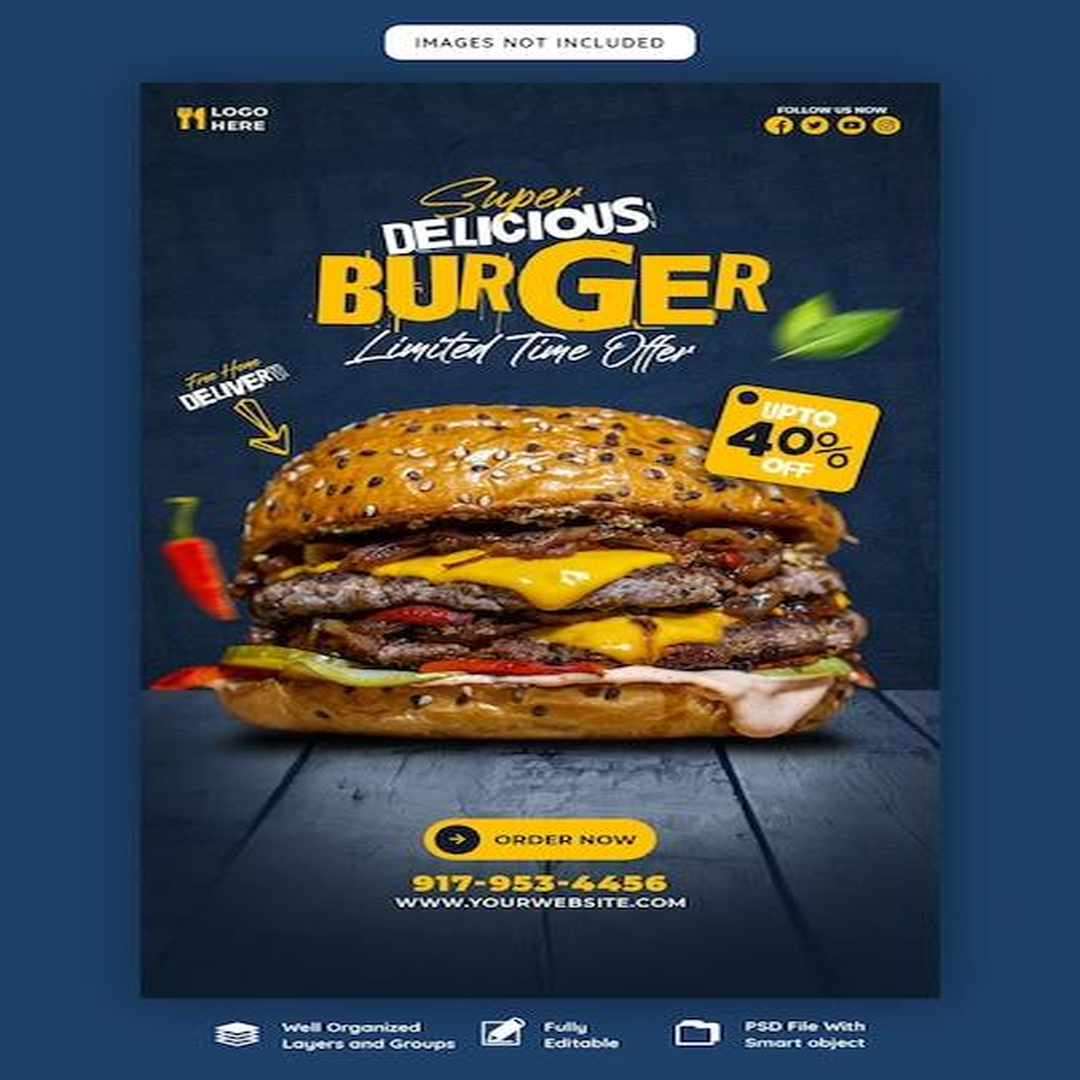 IMAGES NOT INCLUDED
LOGO
HERE
FOLLOW US NOW
Super
DELICIOUS
BURGER
Limited Time Offer
Free Home
DELIVERY
UPTO
40%
OFF
ORDER NOW
917-953-4456
WWW.YOURWEBSITE.COM
Well Organized
Layers and Groups
Fully
Editable
PSD File With
Smart object